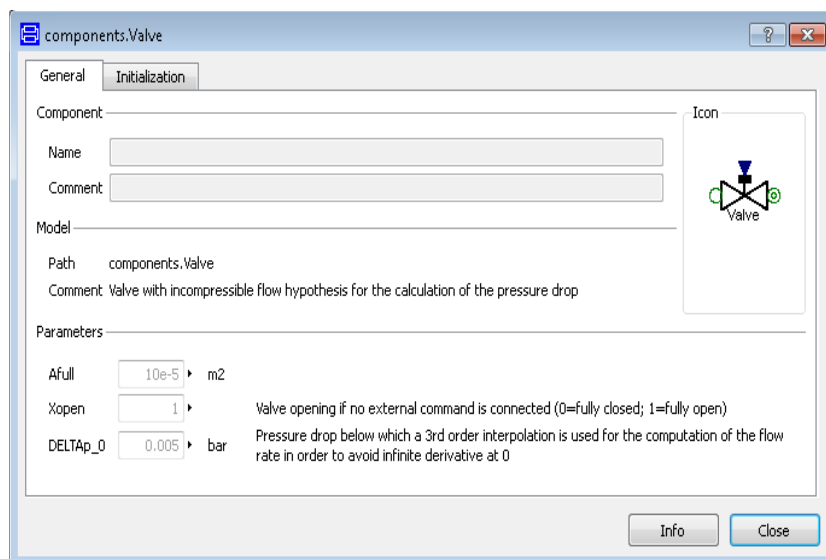 components.Valve
General
Initialization
Component
Icon
Name
Comment
Valve
Model
Path components.Valve
Comment Valve with incompressible flow hypothesis for the calculation of the pressure drop
Parameters
Afull 10e-5 m2
Xopen 1 Valve opening if no external command is connected (0=fully closed; 1=fully open)
DELTAp_0 0.005 bar Pressure drop below which a 3rd order interpolation is used for the computation of the flow
rate in order to avoid infinite derivative at 0
Info
Close